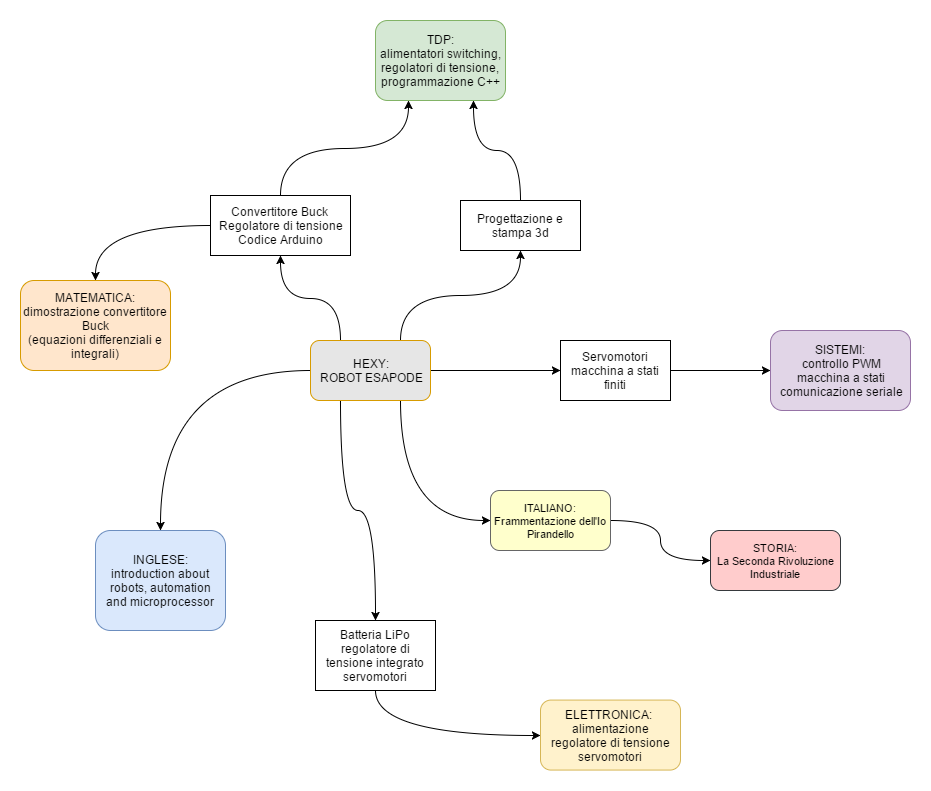 TDP:
alimentatori switching,
regolatori di tensione,
programmazione C++
Convertitore Buck
Regolatore di tensione
Codice Arduino
Progettazione e
stampa 3d
MATEMATICA:
dimostrazione convertitore
Buck
(equazioni differenziali e
integrali)
HEXY:
ROBOT ESAPODE
Servomotori
macchina a stati
finiti
SISTEMI:
controllo PWM
macchina a stati
comunicazione seriale
ITALIANO:
Frammentazione dell'Io
Pirandello
STORIA:
La Seconda Rivoluzione
Industriale
INGLESE:
introduction about
robots, automation
and microprocessor
Batteria LiPo
regolatore di
tensione integrato
servomotori
ELETTRONICA:
alimentazione
regolatore di tensione
servomotori